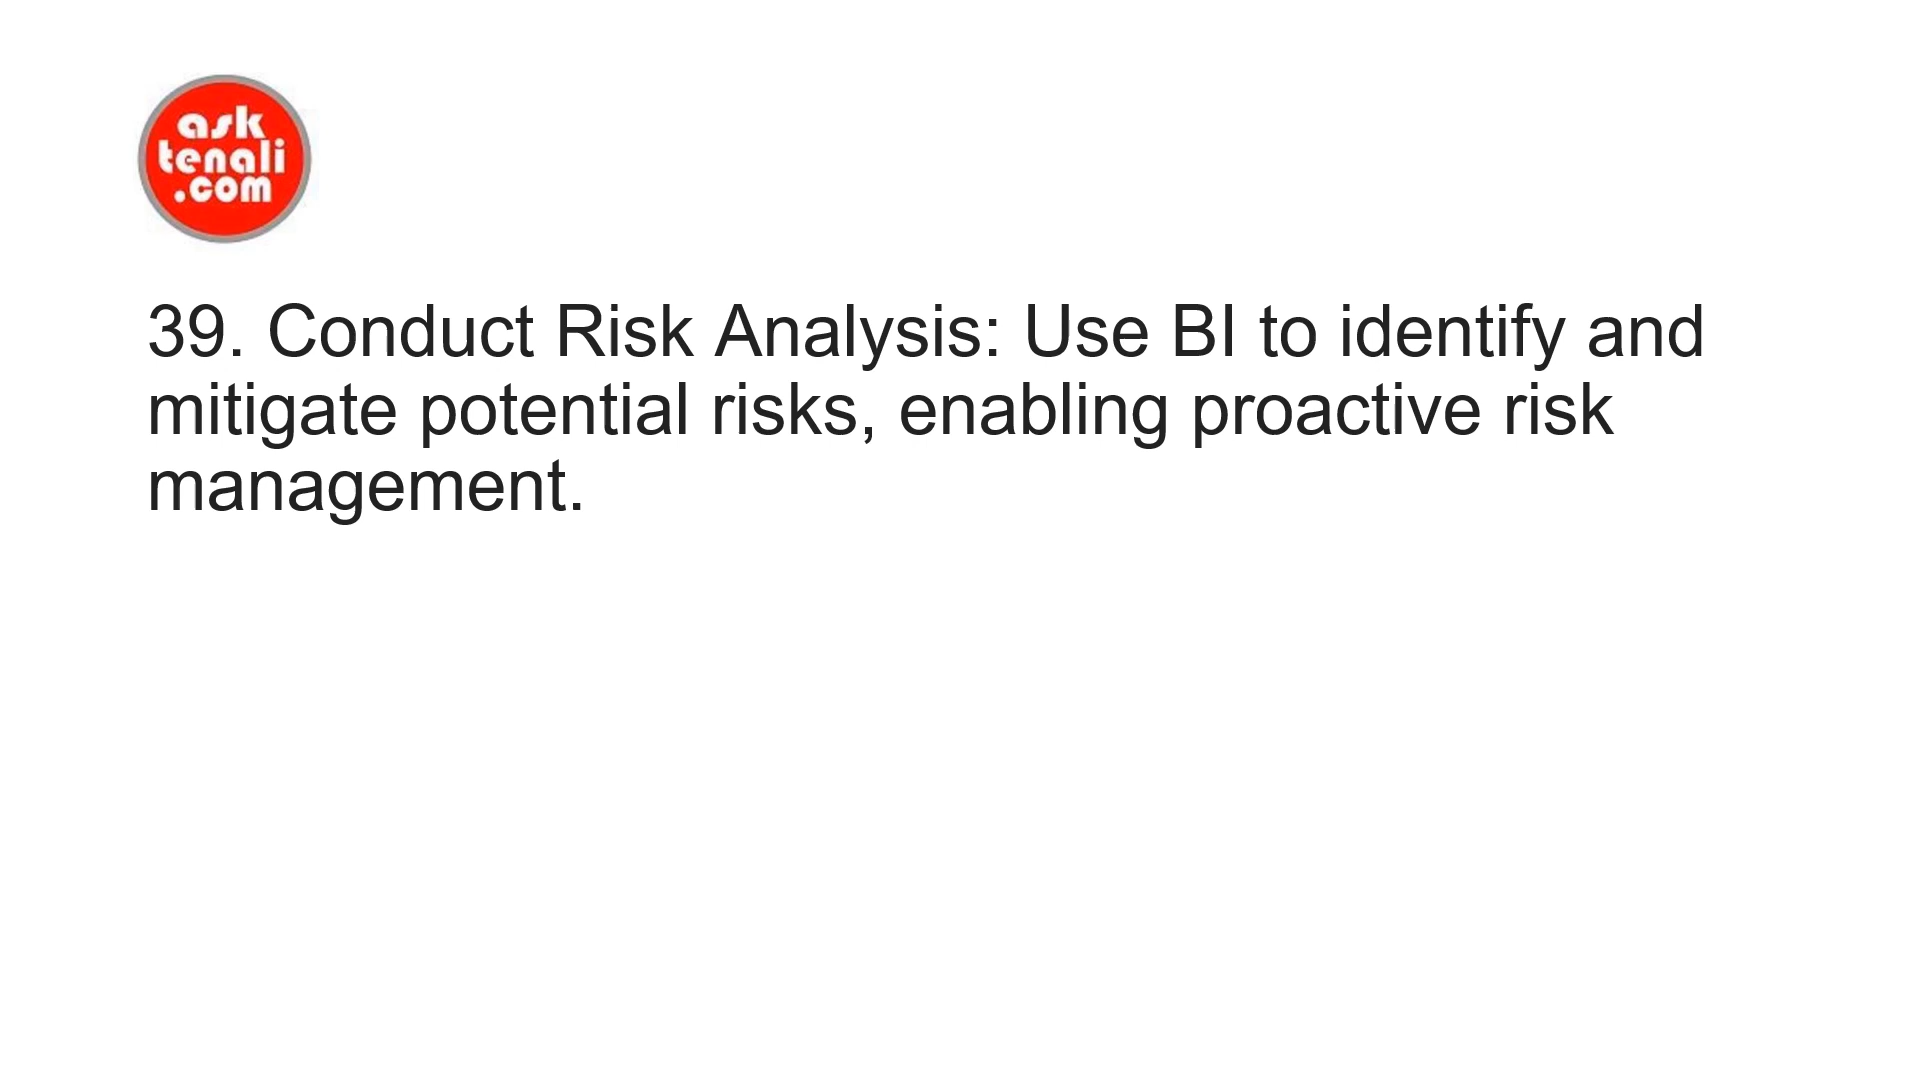 ask
tenali
.com
39. Conduct Risk Analysis: Use BI to identify and
mitigate potential risks, enabling proactive risk
management.